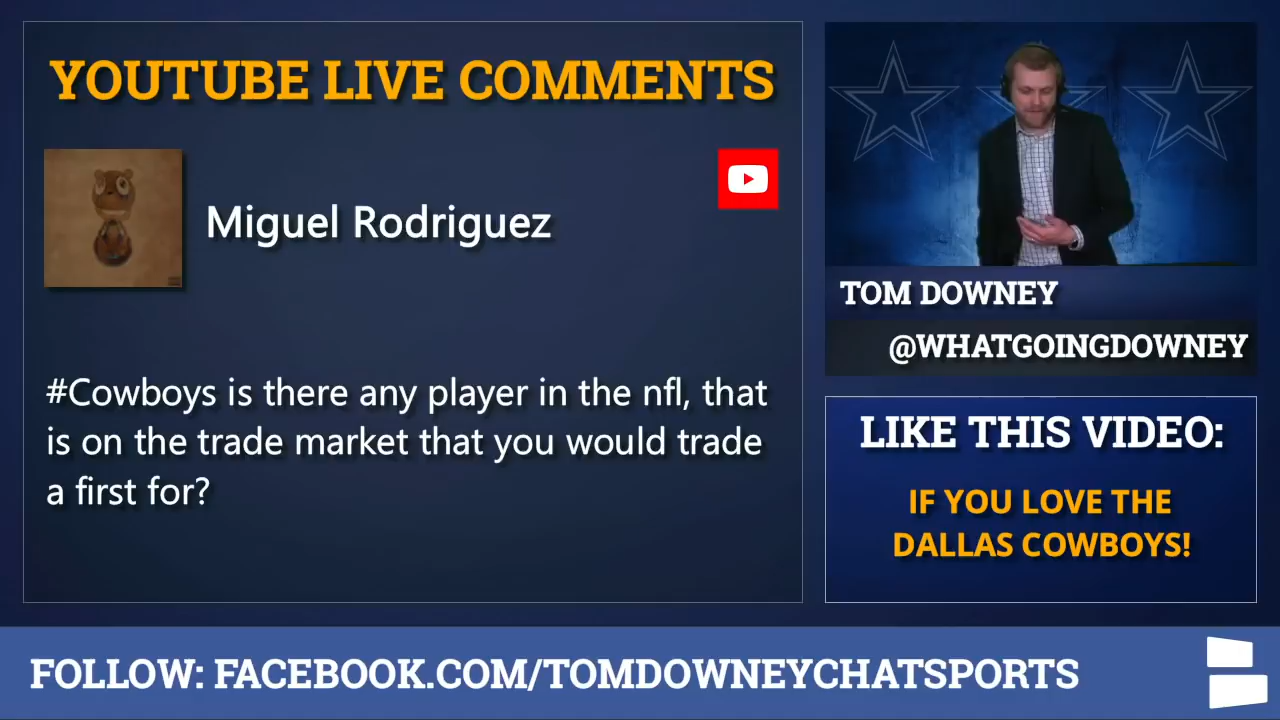 YOUTUBE LIVE COMMENTS
Miguel Rodriguez
#Cowboys is there any player in the nfl, that
is on the trade market that you would trade
a first for?
TOM DOWNEY
@WHATGOINGDOWNEY
LIKE THIS VIDEO:
IF YOU LOVE THE
DALLAS COWBOYS!
FOLLOW: FACEBOOK.COM/TOMDOWNEYCHATSPORTS